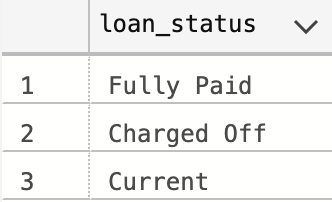 loan_status
1 Fully Paid
2 Charged Off
3 Current